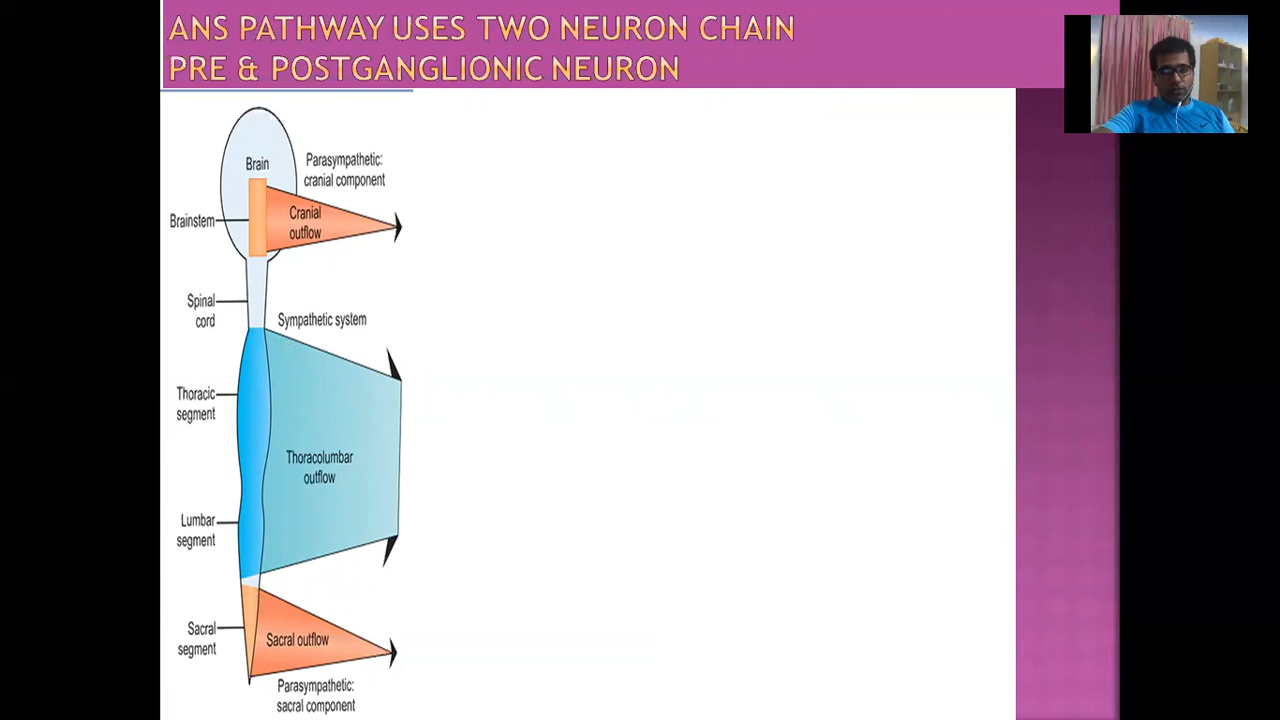 ANS PATHWAY USES TWO NEURON CHAIN
PRE & POSTGANGLIONIC NEURON
Brain
Parasympathetic:
cranial component
Brainstem
Cranial
outflow
Spinal
cord
Sympathetic system
Thoracic
segment
Thoracolumbar
outflow
Lumbar
segment
Sacral
segment
Sacral outflow
Parasympathetic:
sacral component